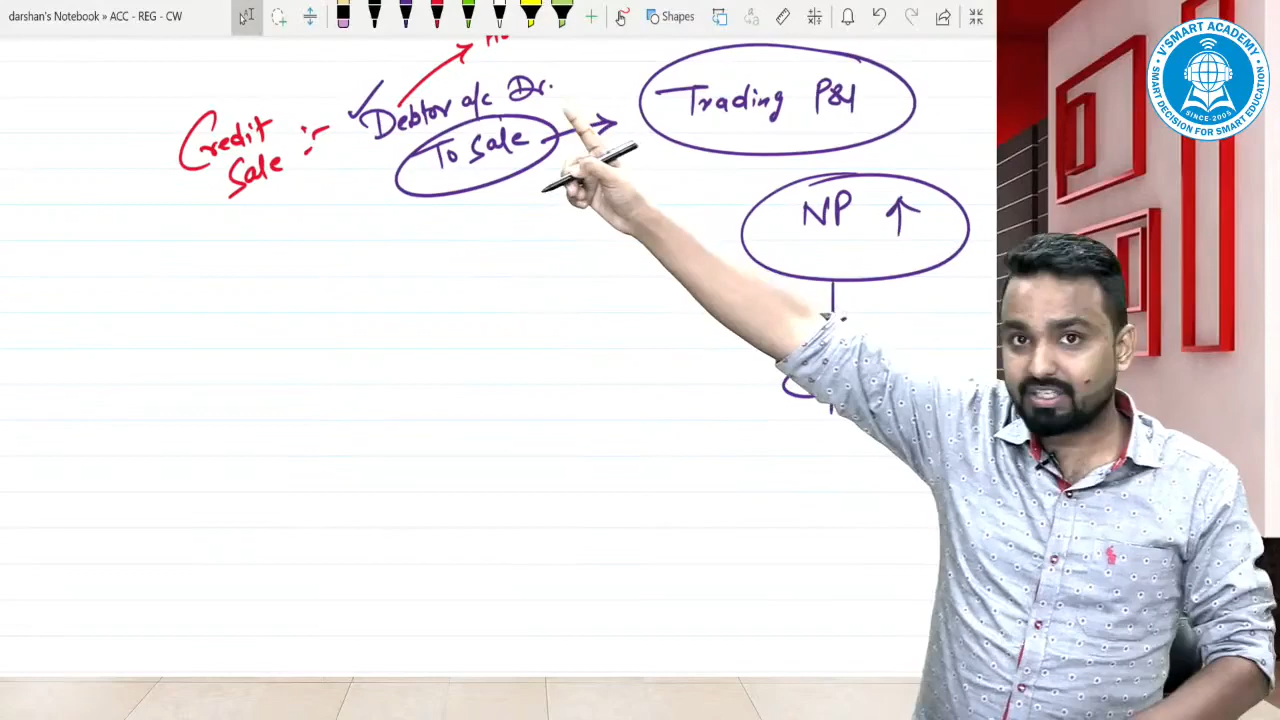 darshan's Notebook » ACC - REG - CW
Shapes
Credit Sale :-
Debtor a/c Dr.
To Sale
Trading P&l
NP ↑
V'SMART ACADEMY
SINCE-2005
SMART DECISION FOR SMART EDUCATION